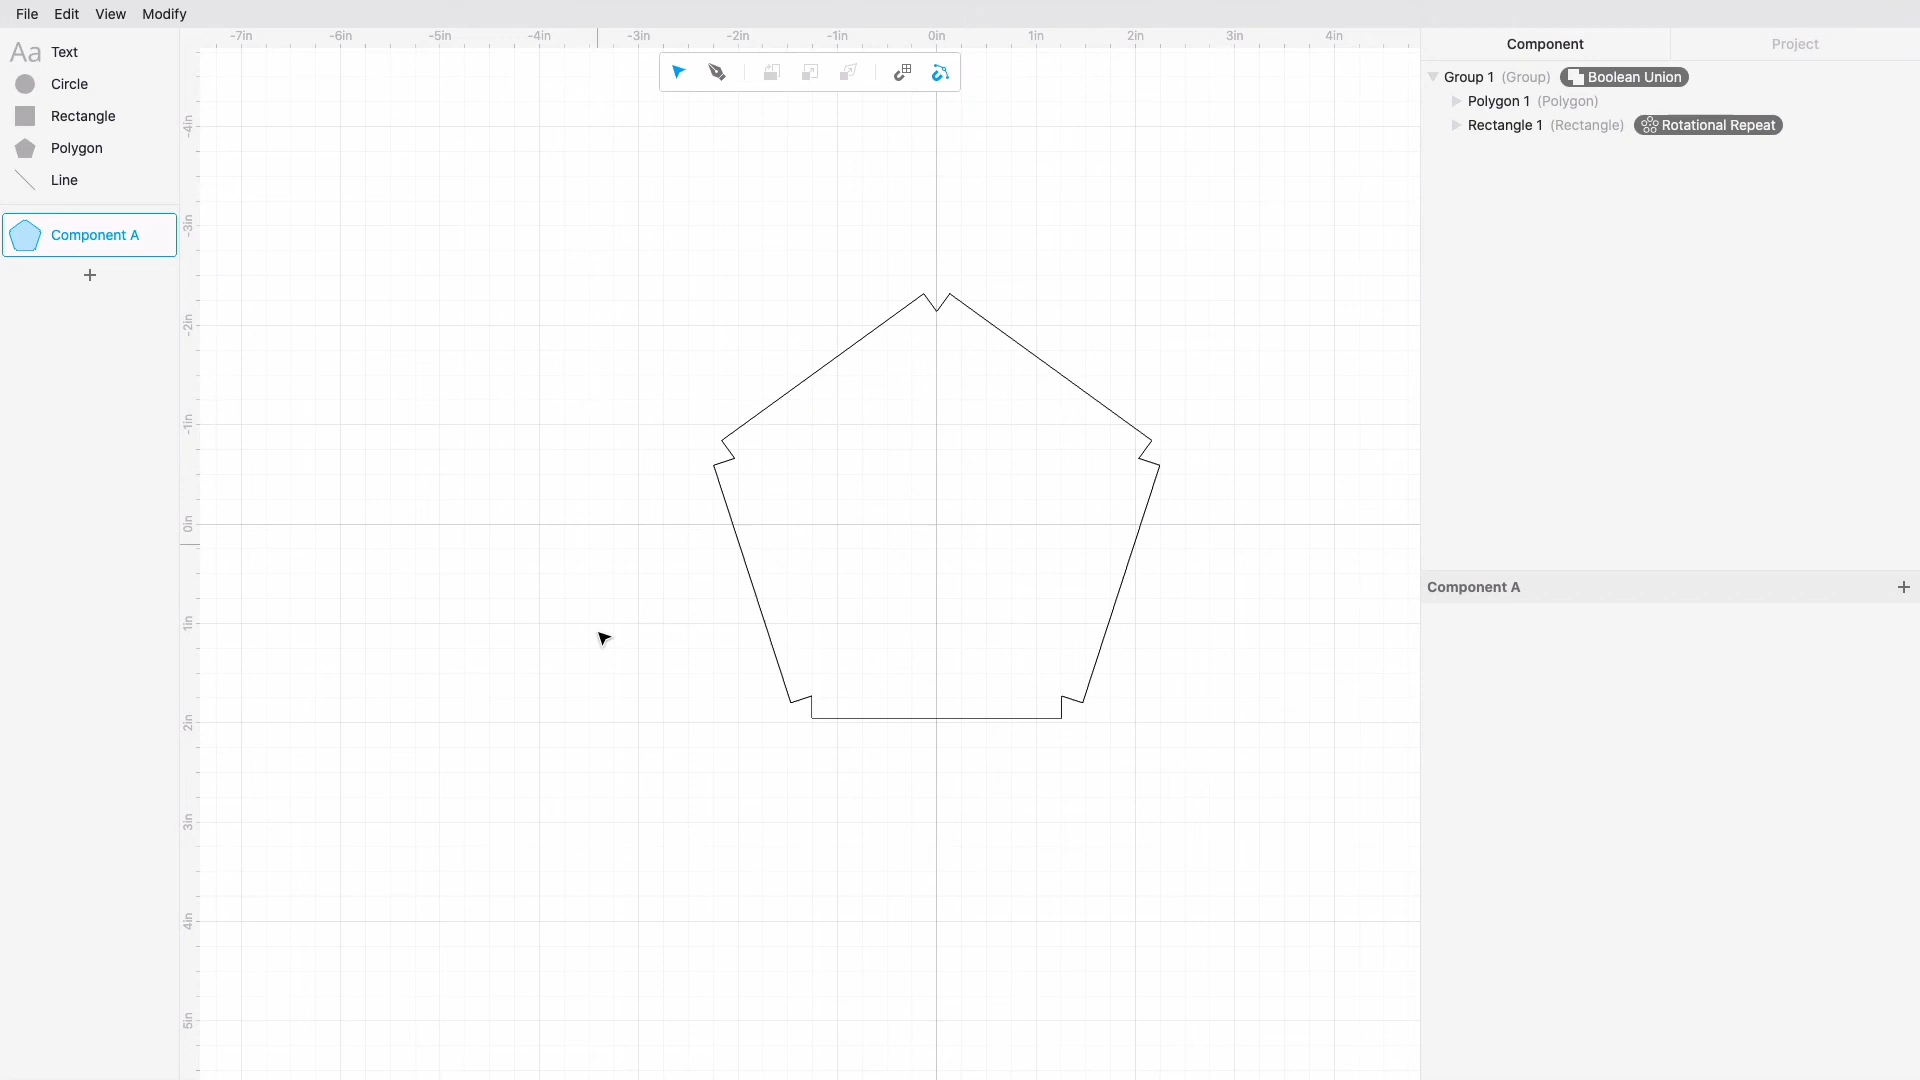 File Edit View Modify
-7in -6in -5in -4in -3in -2in -1in 0in 1in 2in 3in 4in
Component Project
Aa Text
Circle
Rectangle
Polygon
Line
Component A
+
Group 1 (Group) Boolean Union
Polygon 1 (Polygon)
Rectangle 1 (Rectangle) Rotational Repeat
-4in
-3in
-2in
-1in
0in
1in
2in
3in
4in
5in
Component A +